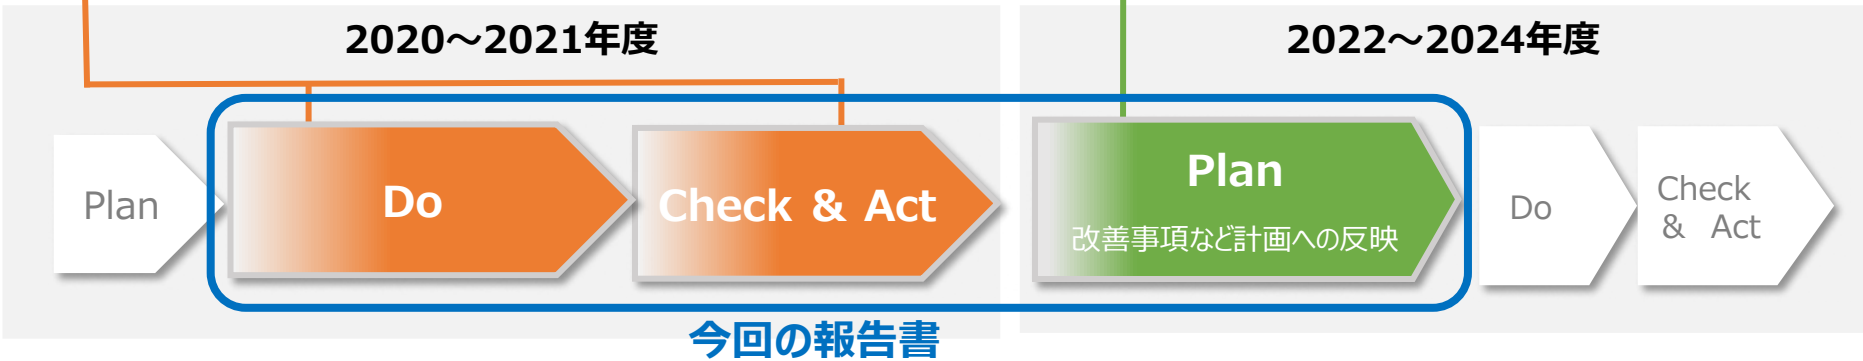 2020～2021年度
2022～2024年度
Plan
Do
Check & Act
Plan
改善事項など計画への反映
Do
Check
& Act
今回の報告書